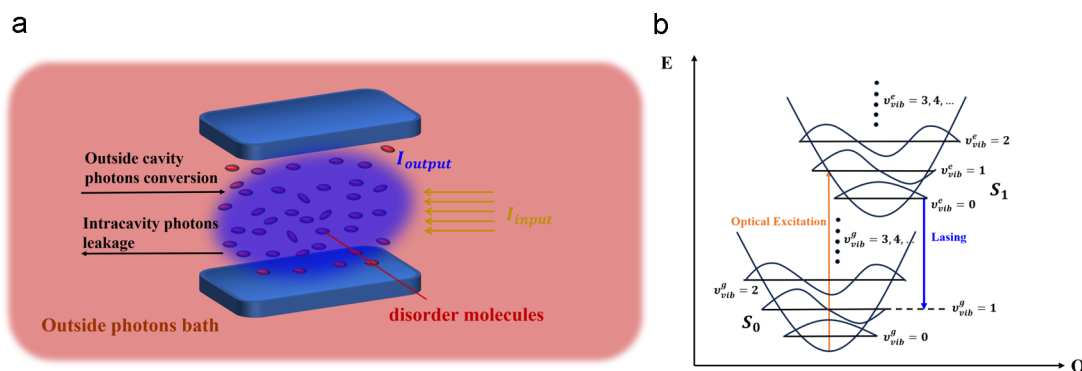 a
b
Outside cavity
photons conversion
Intracavity photons
leakage
I_output
I_input
Outside photons bath
disorder molecules
E
v^e_vib = 3, 4, ...
v^e_vib = 2
v^e_vib = 1
S_1
v^e_vib = 0
Optical Excitation
v^g_vib = 3, 4, ...
Lasing
v^g_vib = 2
S_0
v^g_vib = 1
v^g_vib = 0
Q